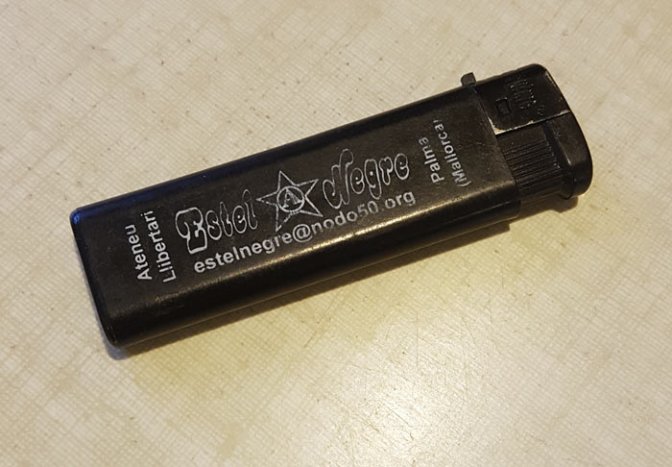 Ateneu
Llibertari
Estel A Negre
estelnegre@nodo50.org
Palma
(Mallorca)